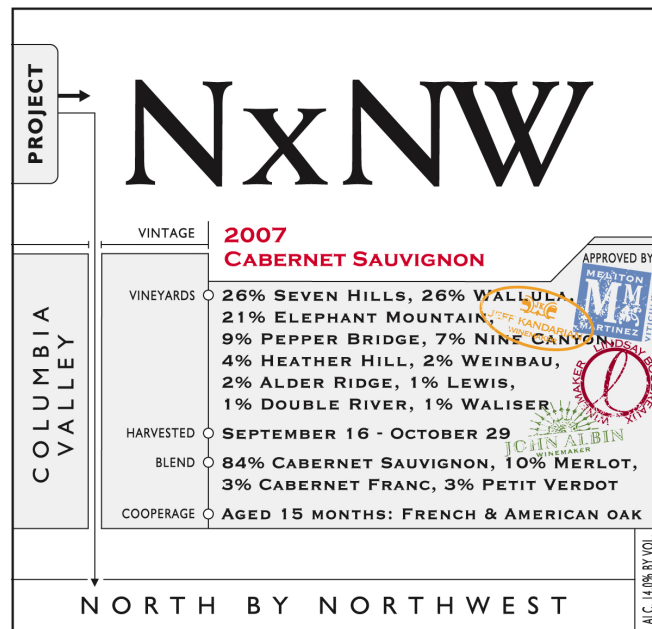 PROJECT
NxNW
VINTAGE
2007
CABERNET SAUVIGNON
APPROVED BY
COLUMBIA
VALLEY
VINEYARDS
26% SEVEN HILLS, 26% WALLULA,
21% ELEPHANT MOUNTAIN,
9% PEPPER BRIDGE, 7% NINE CANYON,
4% HEATHER HILL, 2% WEINBAU,
2% ALDER RIDGE, 1% LEWIS,
1% DOUBLE RIVER, 1% WALISER
MELITON
MM
MARTINEZ
JK
JEFF KANDARIAN
WINEMAKER
LINDSAY BOUDREAUX
WINEMAKER
l
JOHN ALBIN
WINEMAKER
HARVESTED
SEPTEMBER 16 - OCTOBER 29
BLEND
84% CABERNET SAUVIGNON, 10% MERLOT,
3% CABERNET FRANC, 3% PETIT VERDOT
COOPERAGE
AGED 15 MONTHS: FRENCH & AMERICAN OAK
ALC. 14.0% BY VOL
NORTH BY NORTHWEST